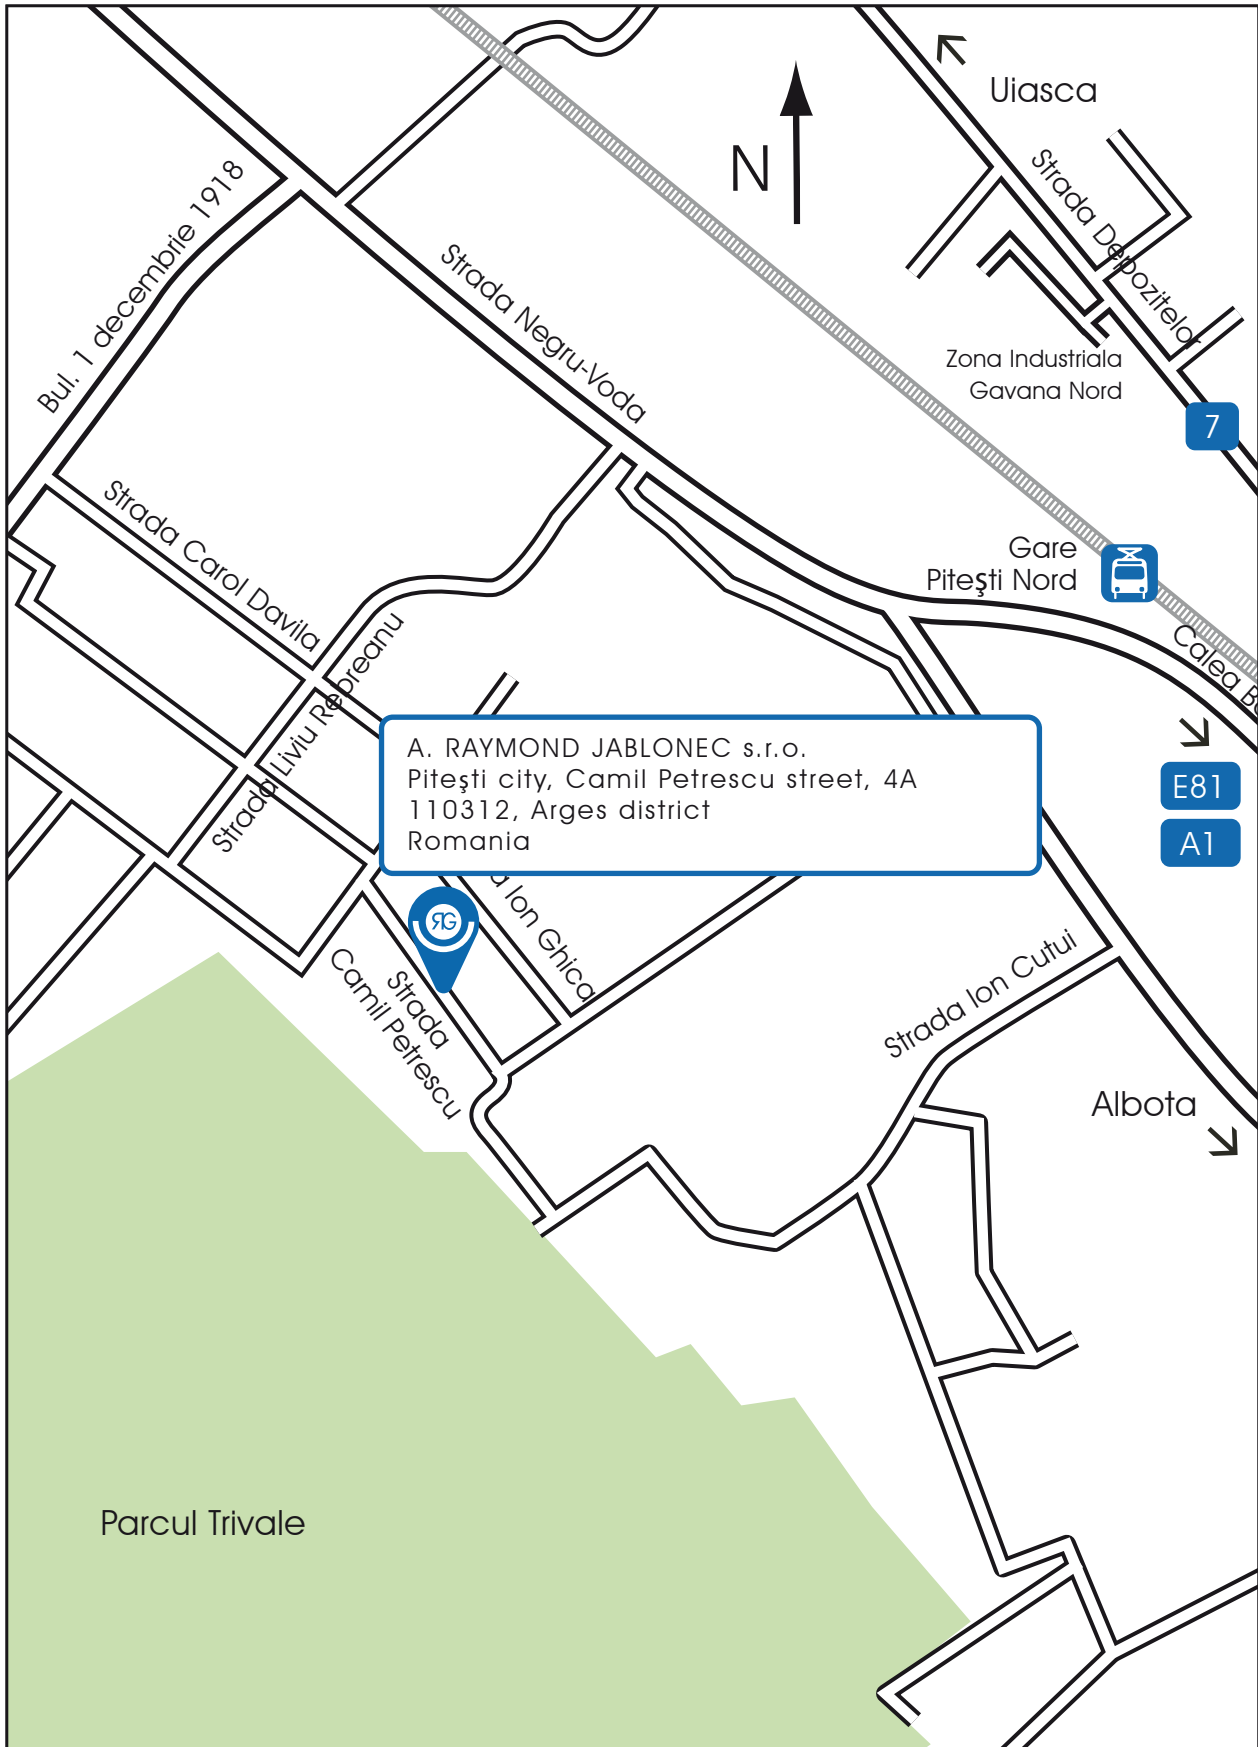 Uiasca
N
Bul. 1 decembrie 1918
Strada Depozitelor
Strada Negru-Voda
Zona Industriala
Gavana Nord
7
Strada Carol Davila
Gare
Piteşti Nord
Strada Liviu Rebreanu
Calea
A. RAYMOND JABLONEC s.r.o.
Piteşti city, Camil Petrescu street, 4A
110312, Arges district
Romania
E81
A1
Ion Ghica
RG
Strada
Camil Petrescu
Strada Ion Cutui
Albota
Parcul Trivale